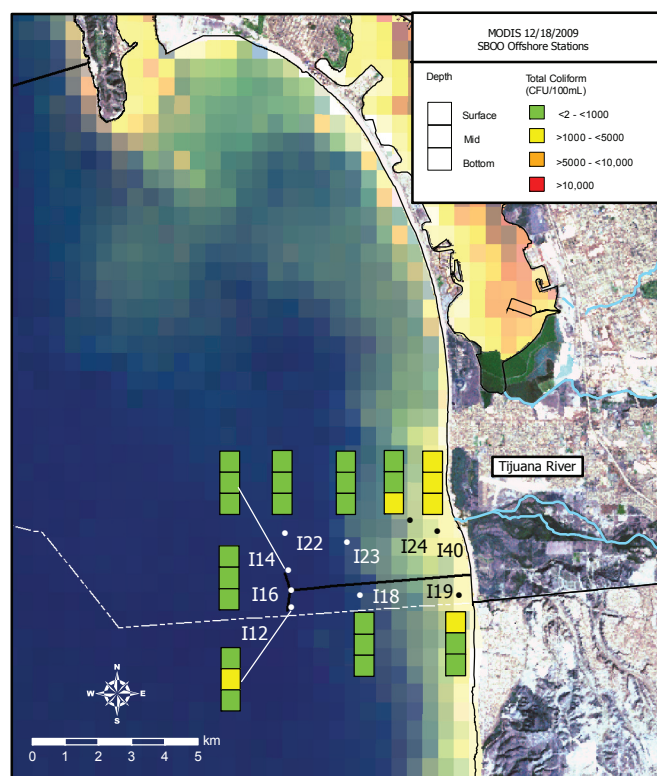 MODIS 12/18/2009
SBOO Offshore Stations
Depth
Surface
Mid
Bottom
Total Coliform
(CFU/100mL)
<2 - <1000
>1000 - <5000
>5000 - <10,000
>10,000
Tijuana River
I22
I23
I24
I40
I14
I16
I18
I19
I12
N
W E
S
km
0 1 2 3 4 5